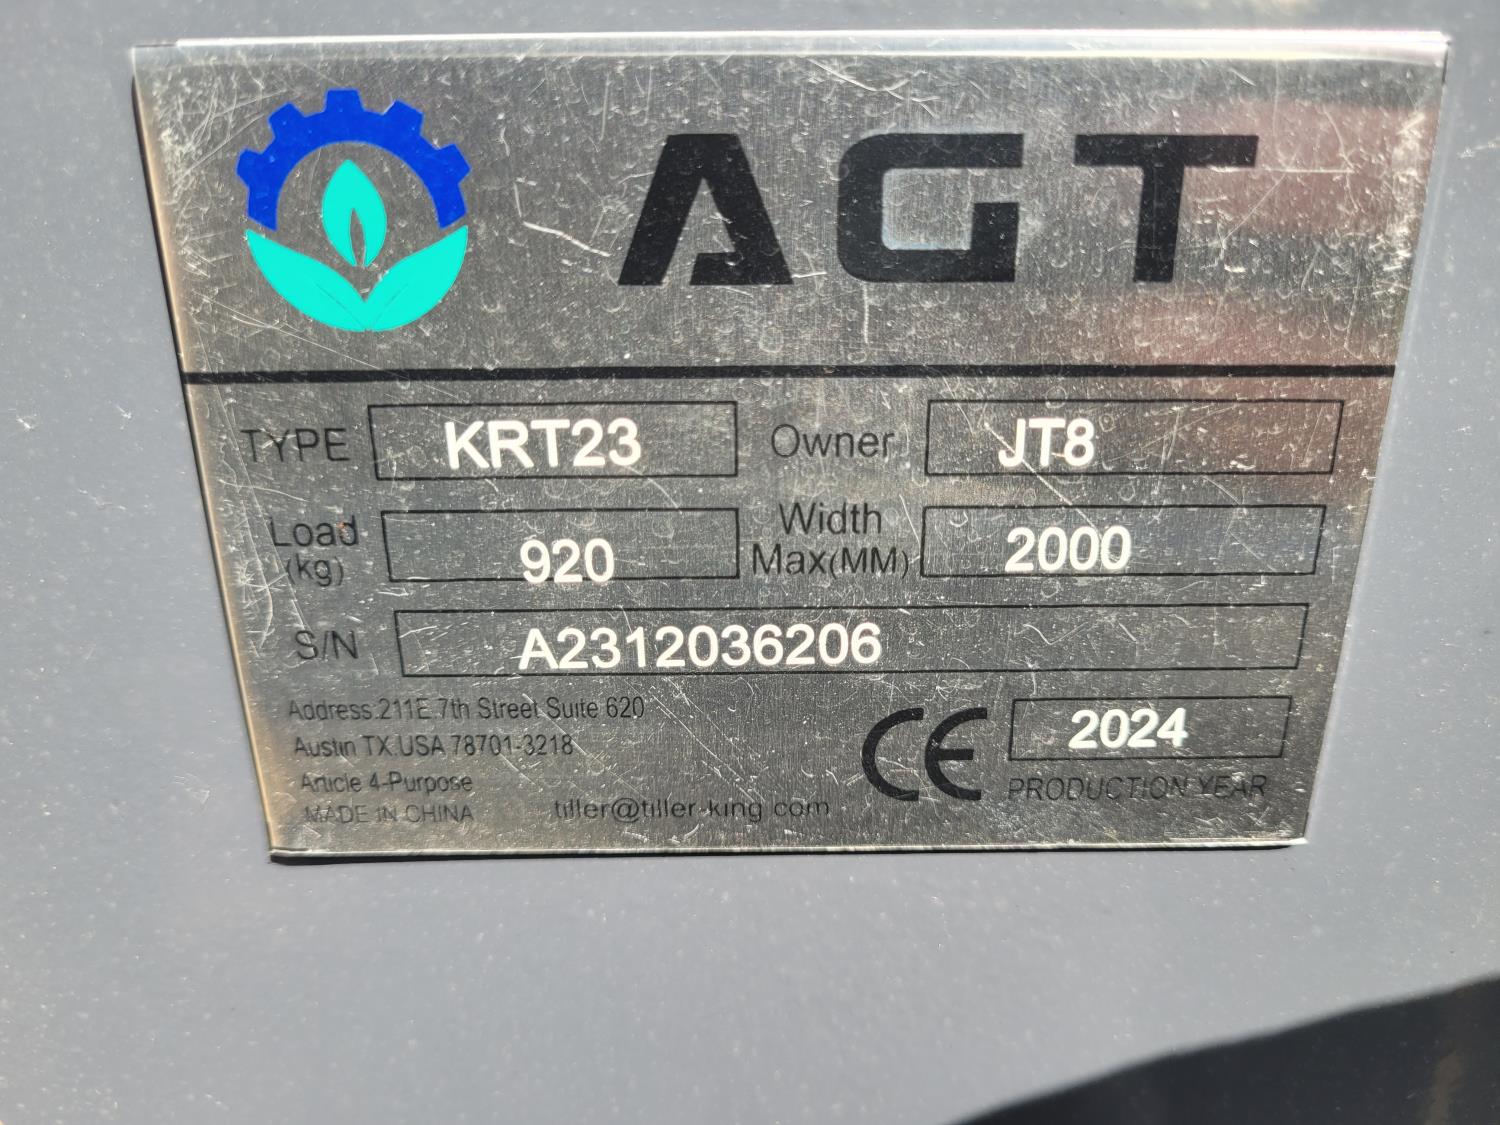 AGT
TYPE KRT23 Owner JT8
Load (kg) 920 Width Max(MM) 2000
S/N A2312036206
Address:211E.7th Street Suite 620
Austin TX.USA 78701-3218
Article 4-Purpose
MADE IN CHINA
tiller@tiller-king.com
CE 2024
PRODUCTION YEAR